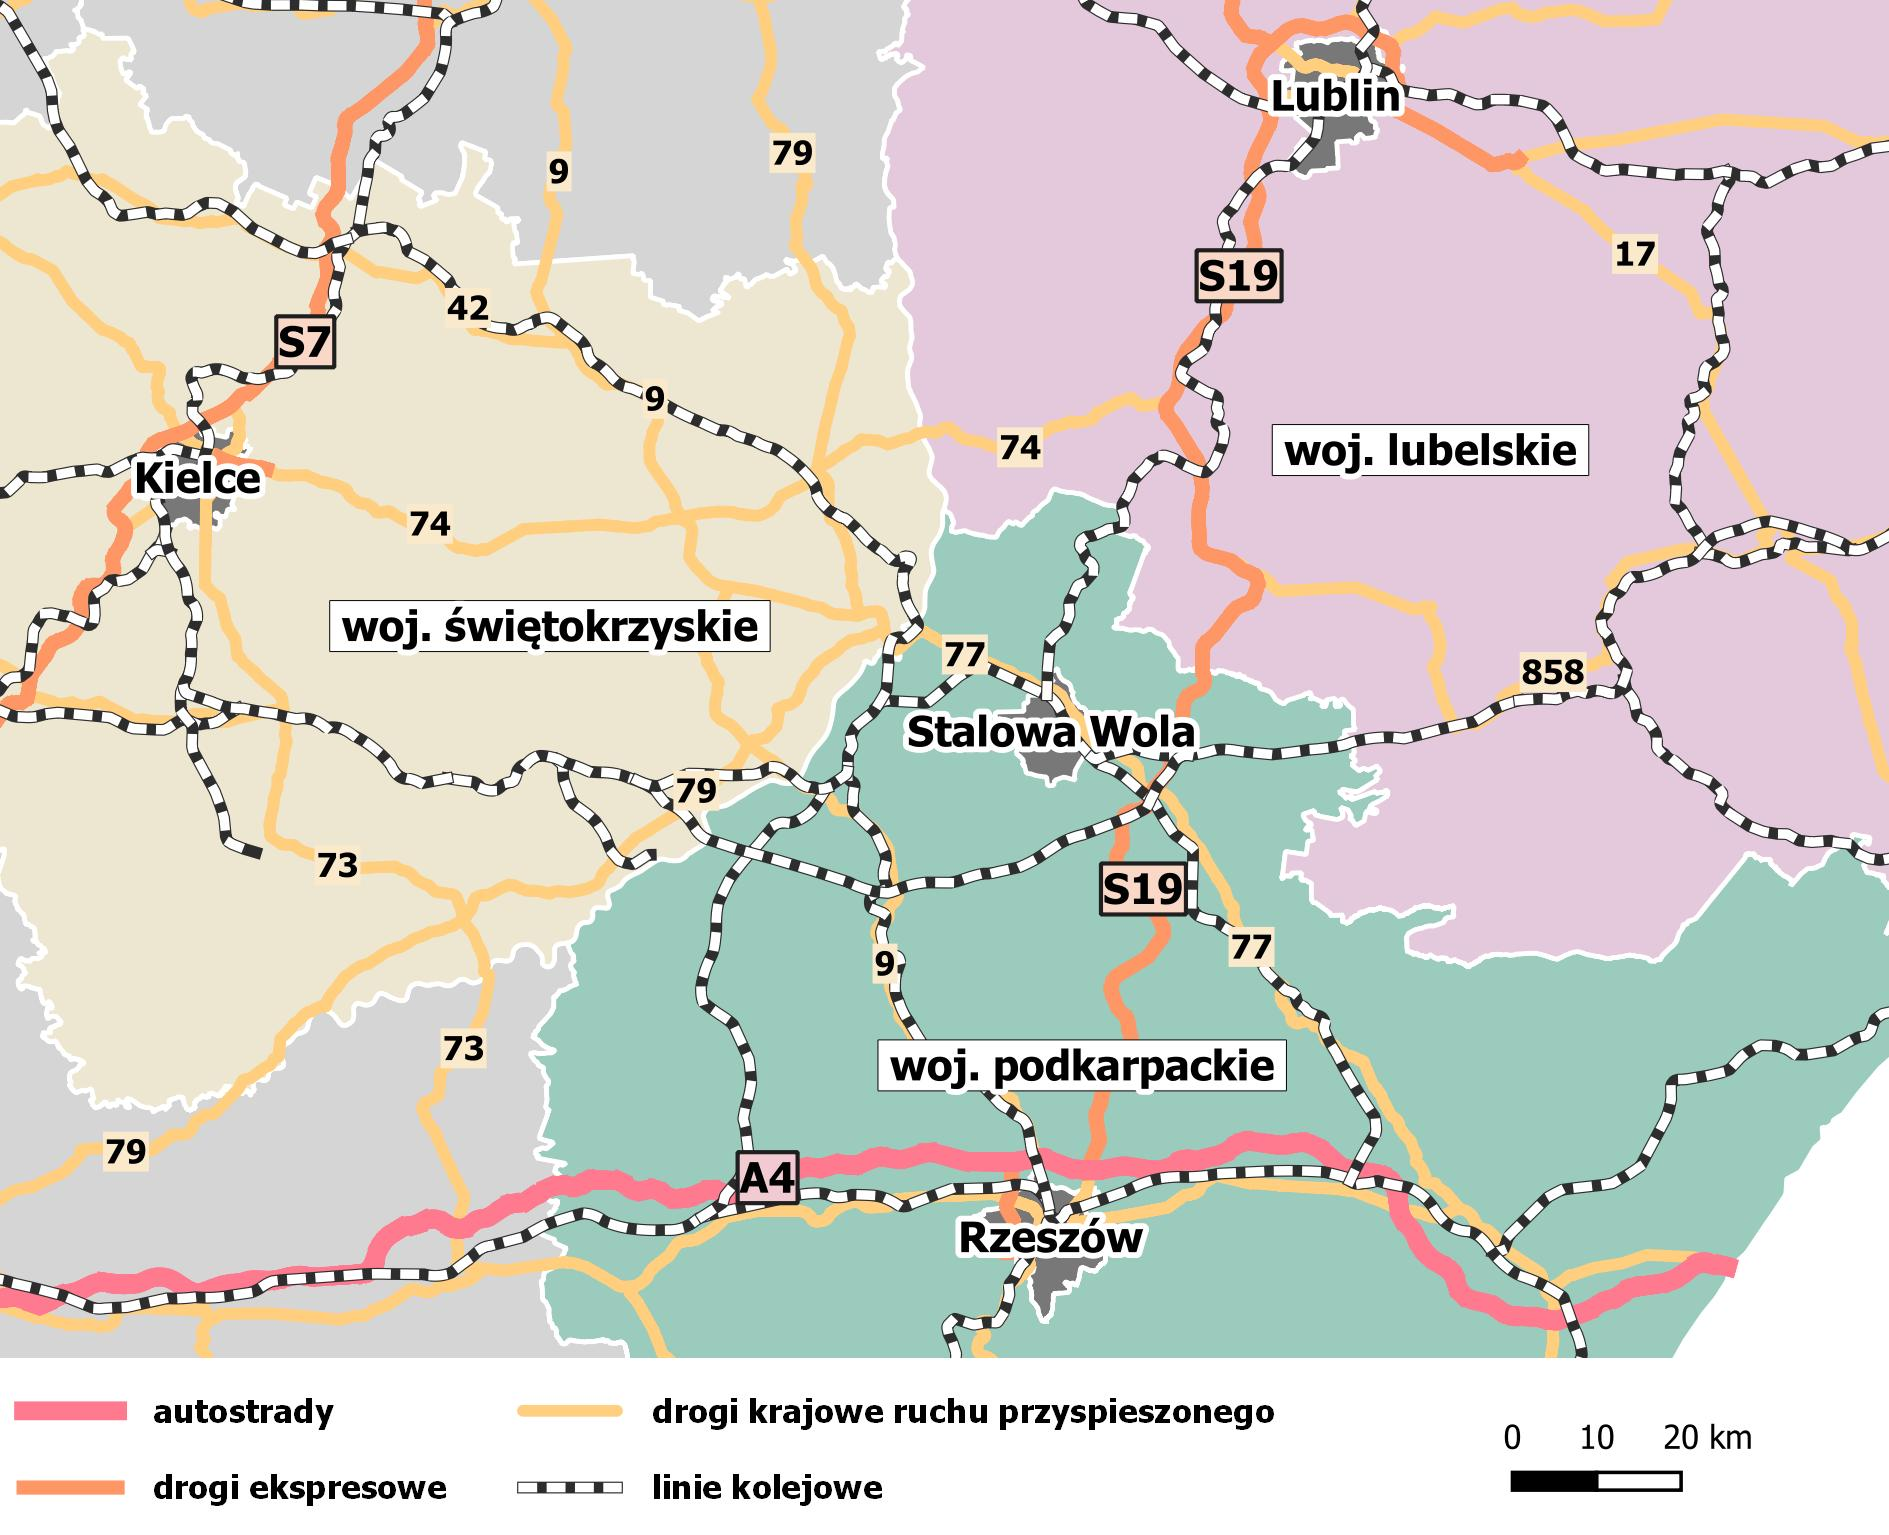 Lublin
9
79
17
S19
42
S7
9
74
woj. lubelskie
Kielce
74
woj. świętokrzyskie
77
858
Stalowa Wola
79
73
S19
77
9
73
woj. podkarpackie
79
A4
Rzeszów
autostrady
drogi krajowe ruchu przyspieszonego
0 10 20 km
drogi ekspresowe
linie kolejowe